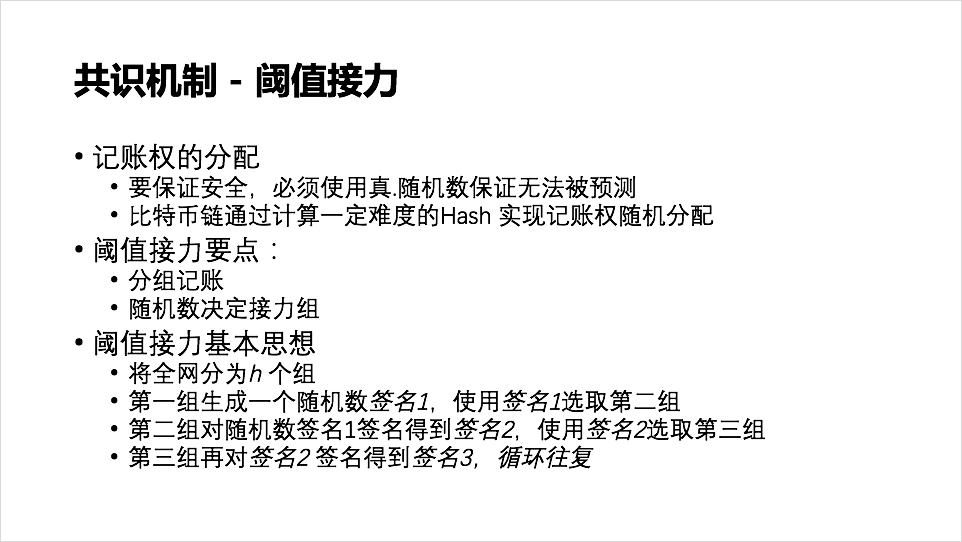 共识机制 - 阈值接力
• 记账权的分配
• 要保证安全，必须使用真.随机数保证无法被预测
• 比特币链通过计算一定难度的Hash 实现记账权随机分配
• 阈值接力要点：
• 分组记账
• 随机数决定接力组
• 阈值接力基本思想
• 将全网分为h 个组
• 第一组生成一个随机数签名1，使用签名1选取第二组
• 第二组对随机数签名1签名得到签名2，使用签名2选取第三组
• 第三组再对签名2 签名得到签名3，循环往复